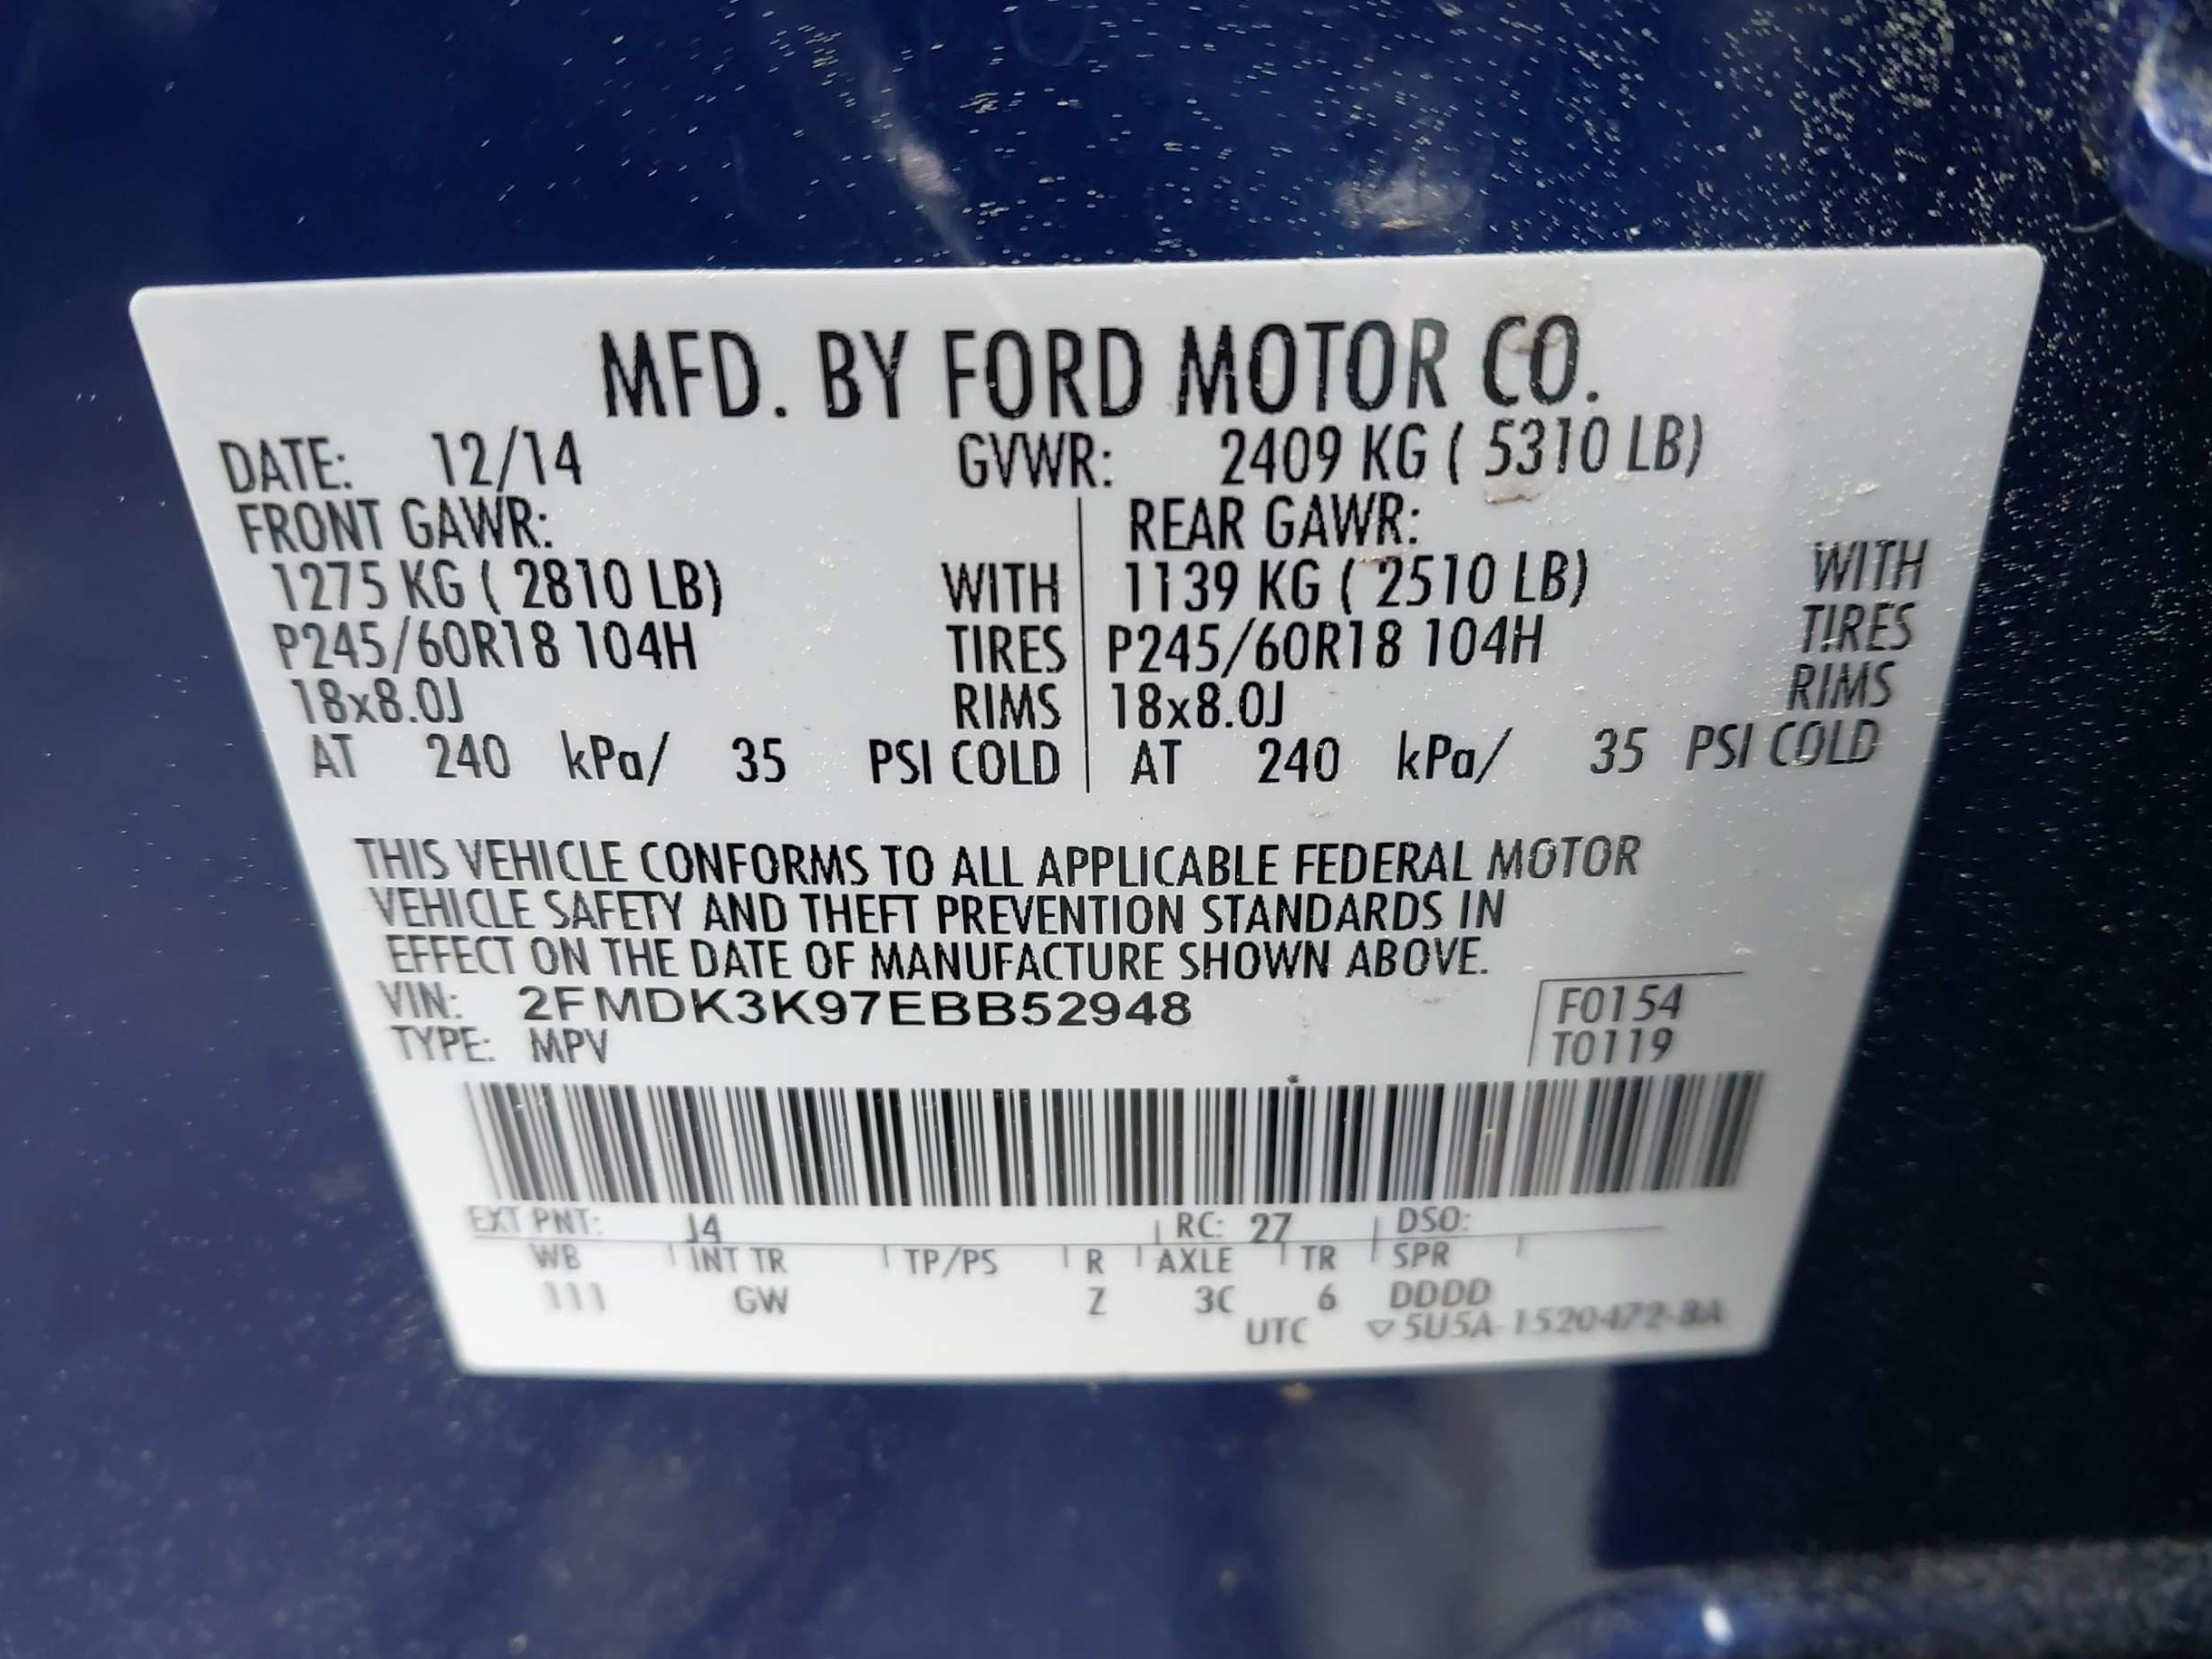 MFD. BY FORD MOTOR CO.
DATE: 12/14 GVWR: 2409 KG ( 5310 LB)
FRONT GAWR: REAR GAWR:
1275 KG ( 2810 LB) WITH 1139 KG ( 2510 LB) WITH
P245/60R18 104H TIRES P245/60R18 104H TIRES
18x8.0J RIMS 18x8.0J RIMS
AT 240 kPa/ 35 PSI COLD AT 240 kPa/ 35 PSI COLD
THIS VEHICLE CONFORMS TO ALL APPLICABLE FEDERAL MOTOR
VEHICLE SAFETY AND THEFT PREVENTION STANDARDS IN
EFFECT ON THE DATE OF MANUFACTURE SHOWN ABOVE.
VIN: 2FMDK3K97EBB52948 F0154
TYPE: MPV T0119
EXT PNT: J4 RC: 27 DSO:
WB INT TR TP/PS R AXLE TR SPR
111 GW Z 3C 6 DDDD
UTC ▽5U5A-1520472-BA